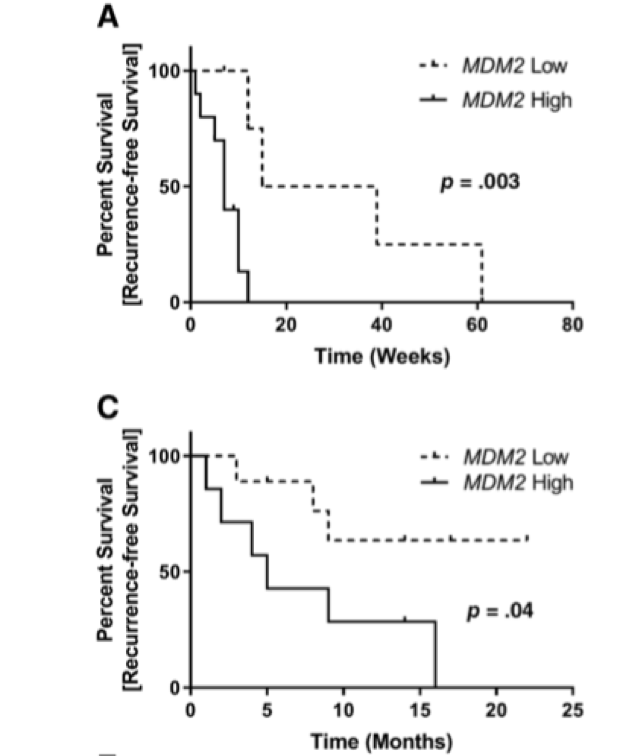 A
Percent Survival
[Recurrence-free Survival]
100
50
0
MDM2 Low
MDM2 High
p = .003
0 20 40 60 80
Time (Weeks)
C
Percent Survival
[Recurrence-free Survival]
100
50
0
MDM2 Low
MDM2 High
p = .04
0 5 10 15 20 25
Time (Months)